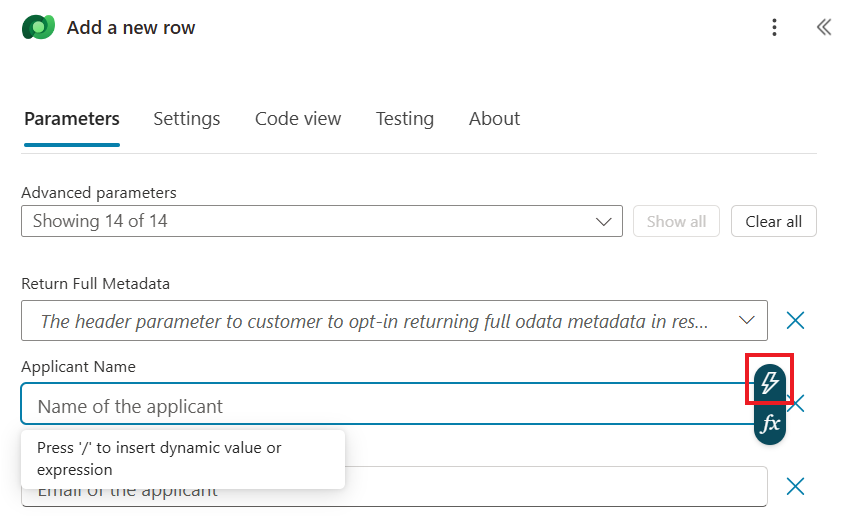 Add a new row
Parameters Settings Code view Testing About
Advanced parameters
Showing 14 of 14 Show all Clear all
Return Full Metadata
The header parameter to customer to opt-in returning full odata metadata in res...
Applicant Name
Name of the applicant
fx
Press '/' to insert dynamic value or
expression
Email of the applicant